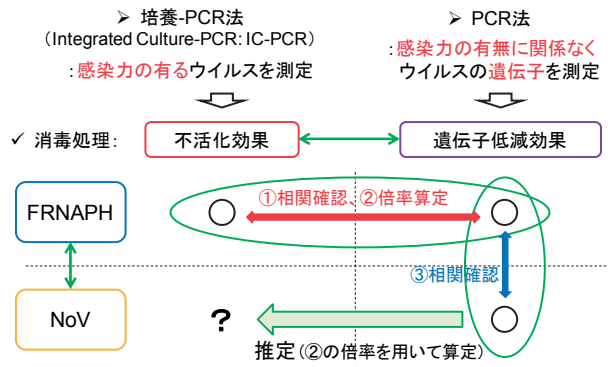 ➢ 培養-PCR法
(Integrated Culture-PCR: IC-PCR)
:感染力の有るウイルスを測定
➢ PCR法
:感染力の有無に関係なく
ウイルスの遺伝子を測定
✓ 消毒処理:
不活化効果
遺伝子低減効果
FRNAPH
①相関確認、②倍率算定
③相関確認
NoV
?
推定(②の倍率を用いて算定)